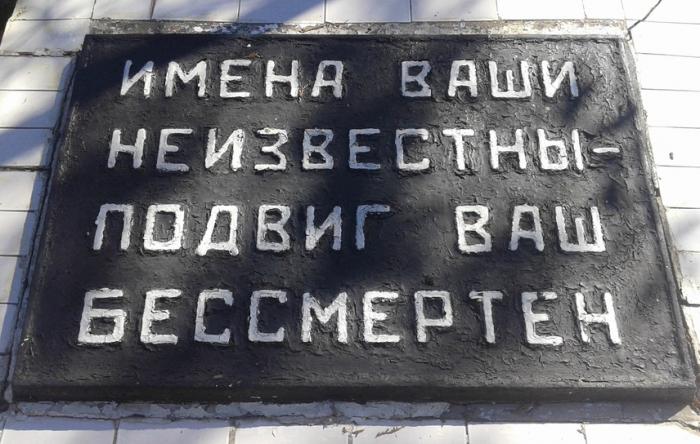 ИМЕНА ВАШИ
НЕИЗВЕСТНЫ–
ПОДВИГ ВАШ
БЕССМЕРТЕН